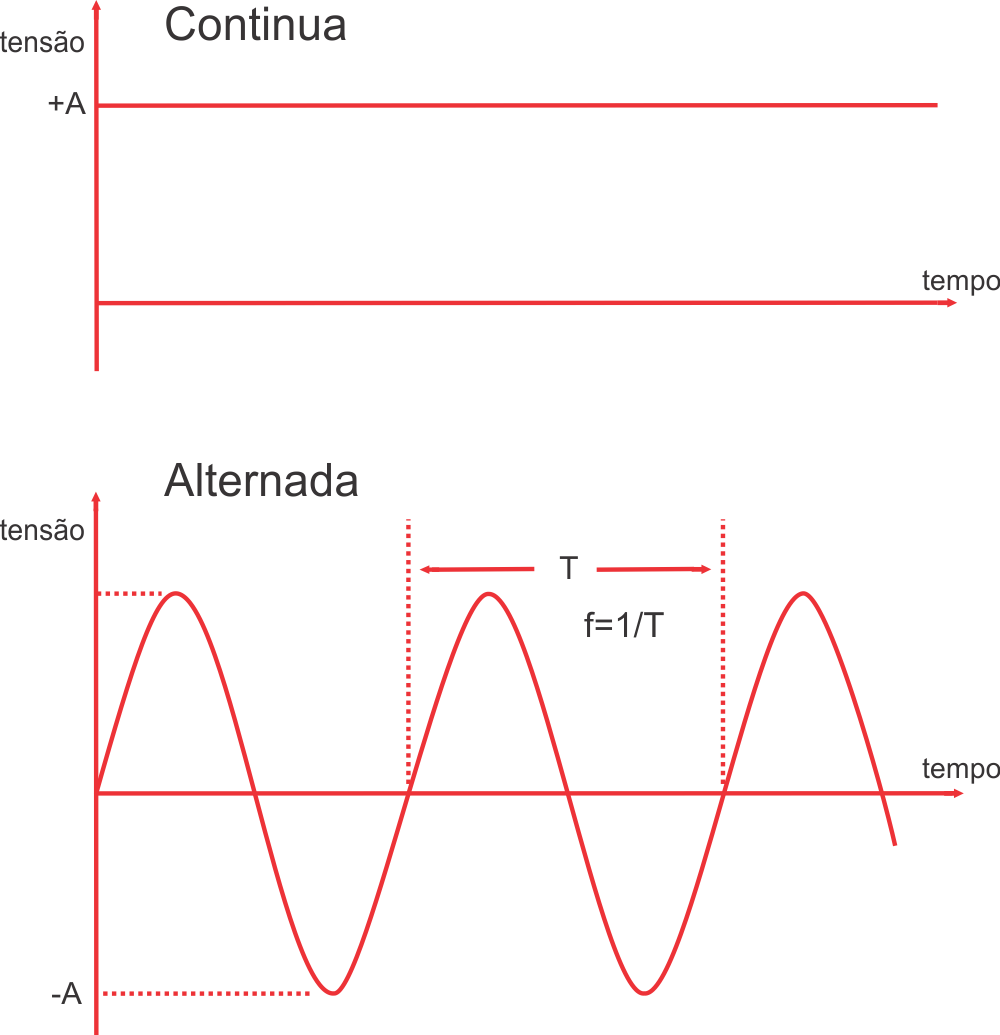 Continua
tensão
+A
tempo
Alternada
tensão
T
f=1/T
tempo
-A